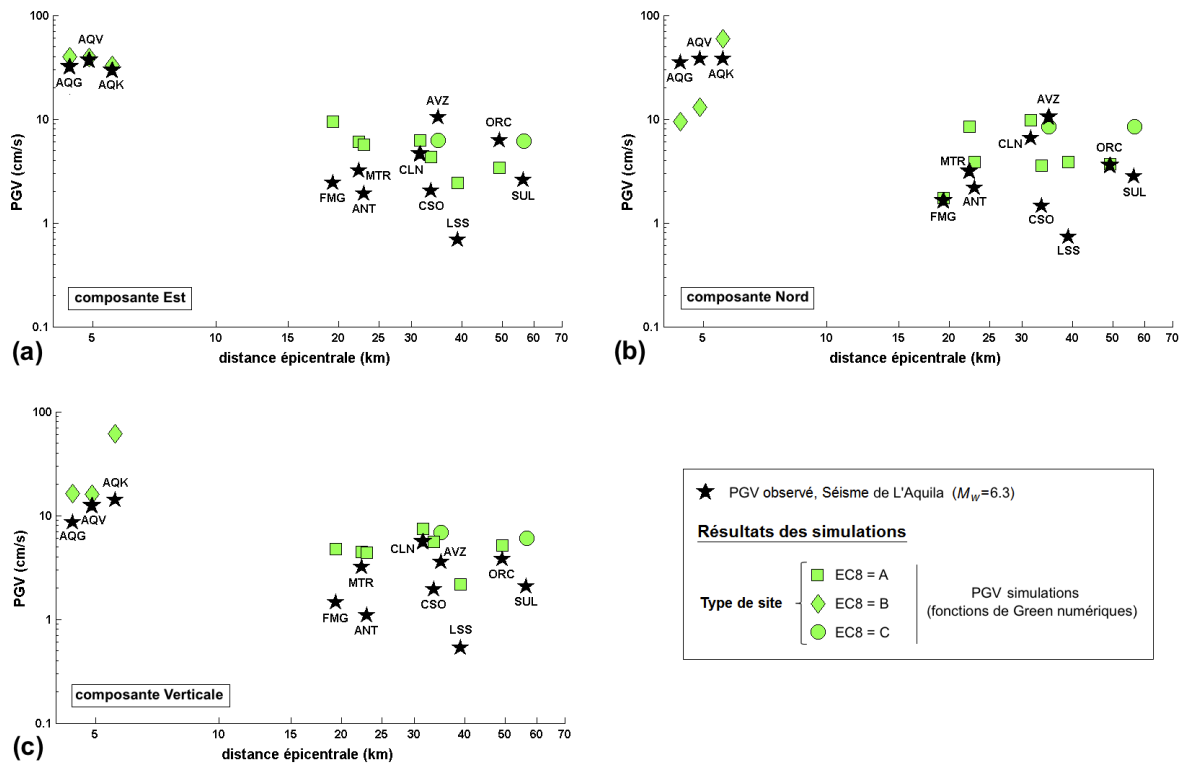 100
10
1
0.1
PGV (cm/s)
AQV
AQG
AQK
AVZ
ORC
CLN
MTR
FMG
ANT
CSO
SUL
LSS
composante Est
5
10
15
20
25
30
40
50
60
70
distance épicentrale (km)
(a)
100
10
1
0.1
PGV (cm/s)
AQV
AQG
AQK
AVZ
CLN
ORC
MTR
ANT
SUL
FMG
CSO
LSS
composante Nord
5
10
15
20
25
30
40
50
60
70
distance épicentrale (km)
(b)
100
10
1
0.1
PGV (cm/s)
AQK
AQV
AQG
CLN
AVZ
MTR
ORC
CSO
SUL
FMG
ANT
LSS
composante Verticale
5
10
15
20
25
30
40
50
60
70
distance épicentrale (km)
(c)
PGV observé, Séisme de L'Aquila (Mw=6.3)
Résultats des simulations
Type de site
EC8 = A
EC8 = B
EC8 = C
PGV simulations
(fonctions de Green numériques)